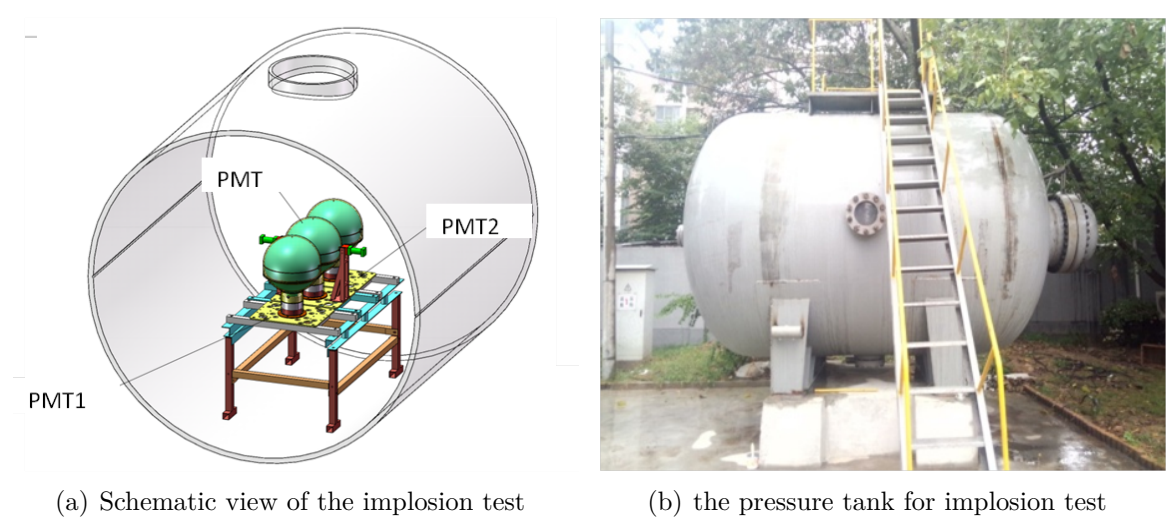 PMT
PMT2
PMT1
(a) Schematic view of the implosion test
(b) the pressure tank for implosion test